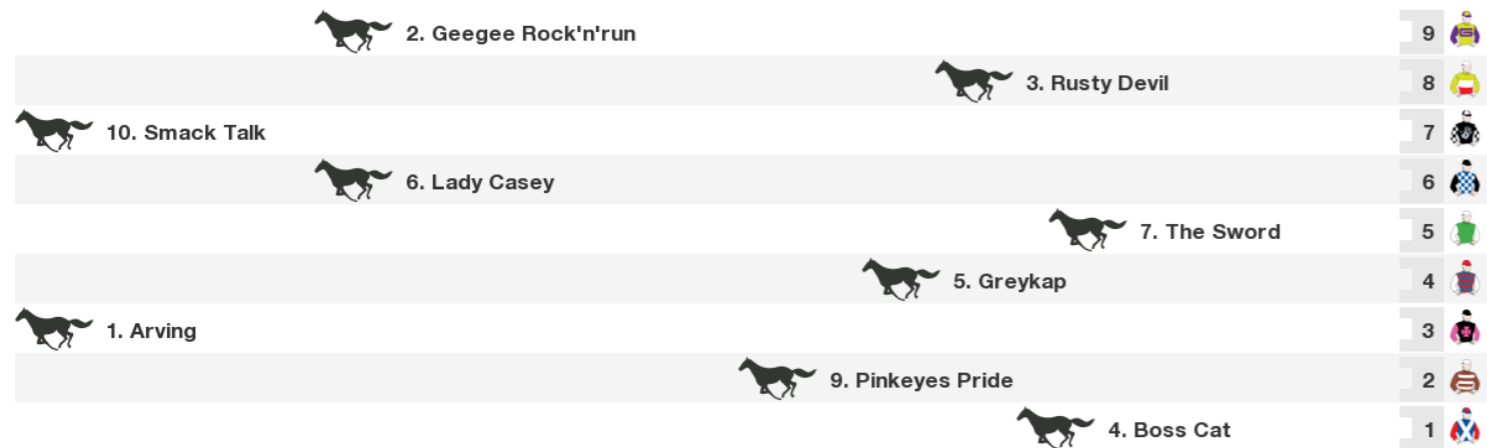 2. Geegee Rock'n'run 9
3. Rusty Devil 8
10. Smack Talk 7
6. Lady Casey 6
7. The Sword 5
5. Greykap 4
1. Arving 3
9. Pinkeyes Pride 2
4. Boss Cat 1